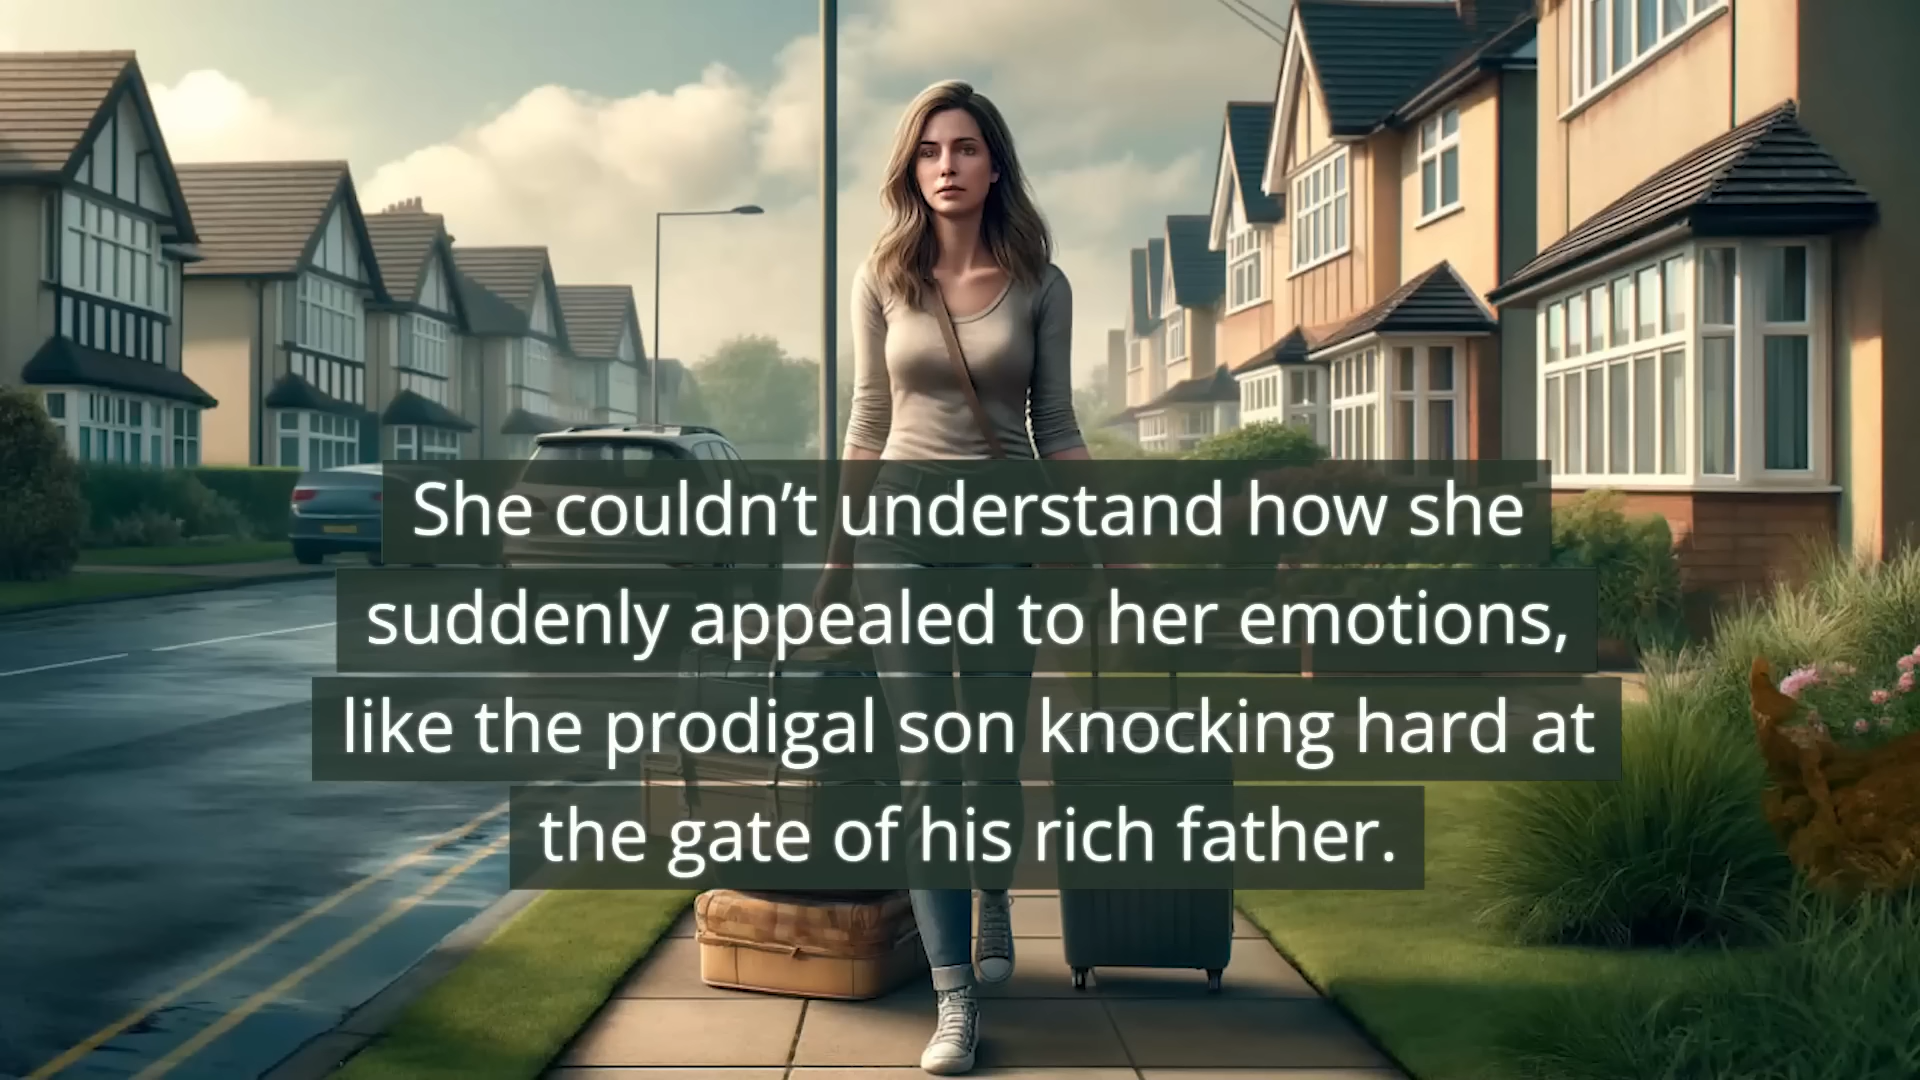 She couldn’t understand how she
suddenly appealed to her emotions,
like the prodigal son knocking hard at
the gate of his rich father.